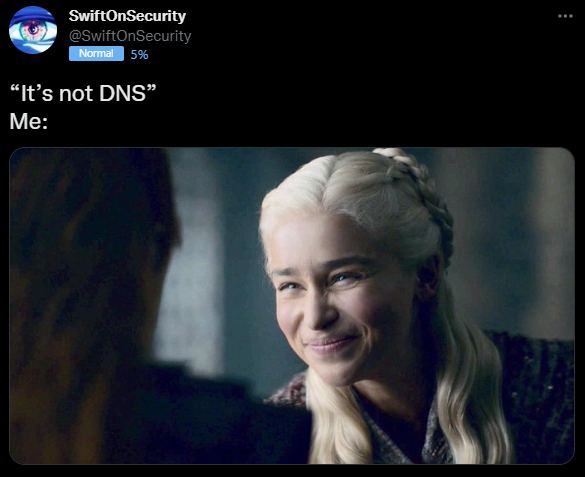 SwiftOnSecurity
@SwiftOnSecurity
Normal 5%
“It’s not DNS”
Me: